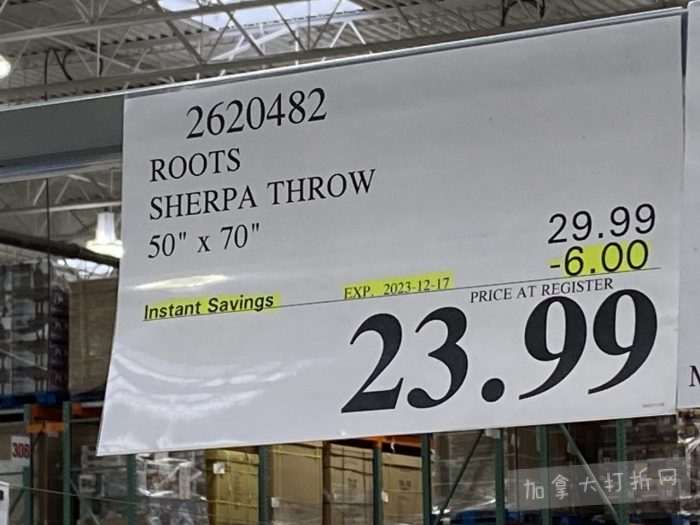 2620482
ROOTS
SHERPA THROW
50" x 70"
29.99
-6.00
Instant Savings
EXP. 2023-12-17
PRICE AT REGISTER
23.99
308
M
加拿大打折网